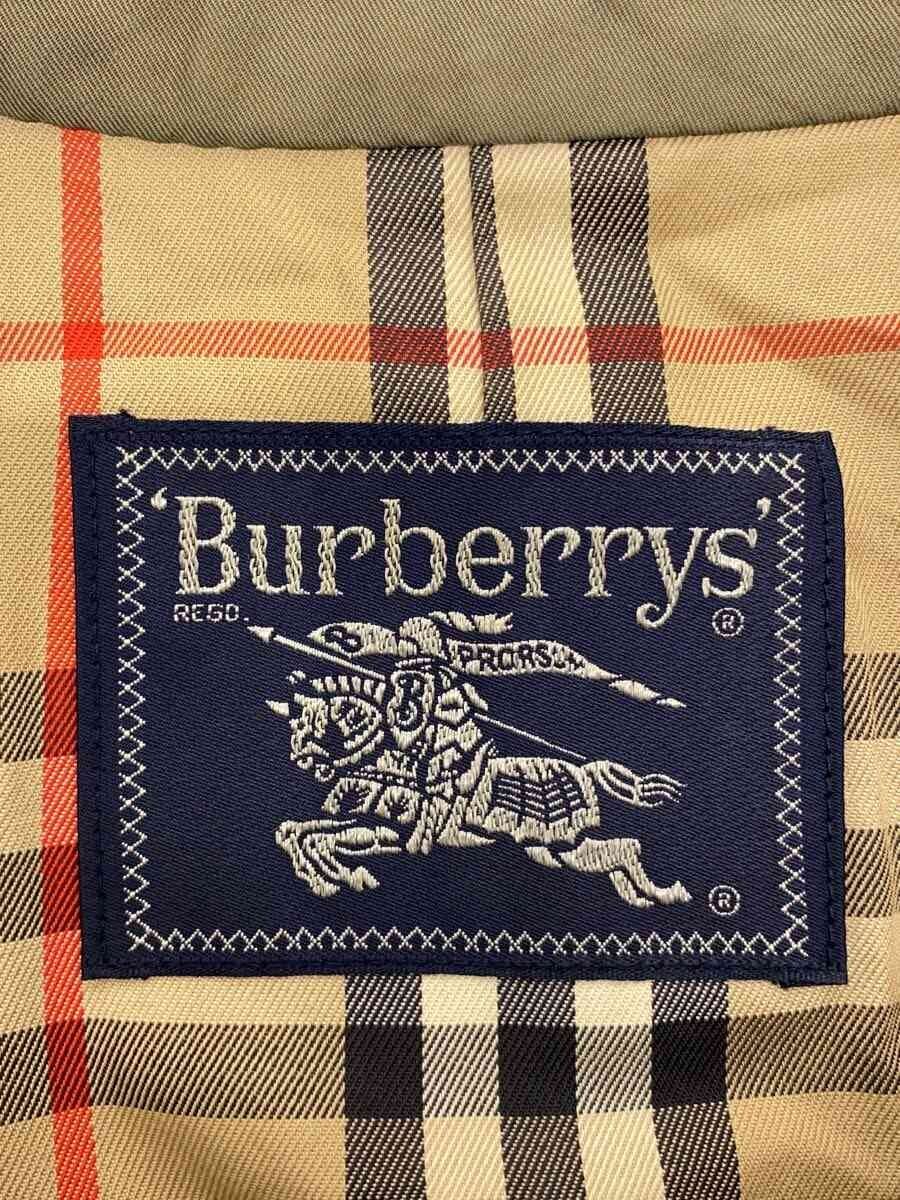 'Burberrys'
REGD. ®
B PRORSUM
®